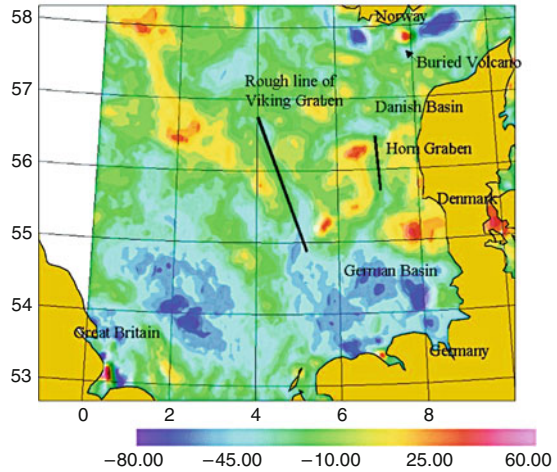 58
Norway
Buried Volcano
57
Rough line of
Viking Graben
Danish Basin
56
Horn Graben
Denmark
55
German Basin
54
Great Britain
Germany
53
0 2 4 6 8
−80.00 −45.00 −10.00 25.00 60.00